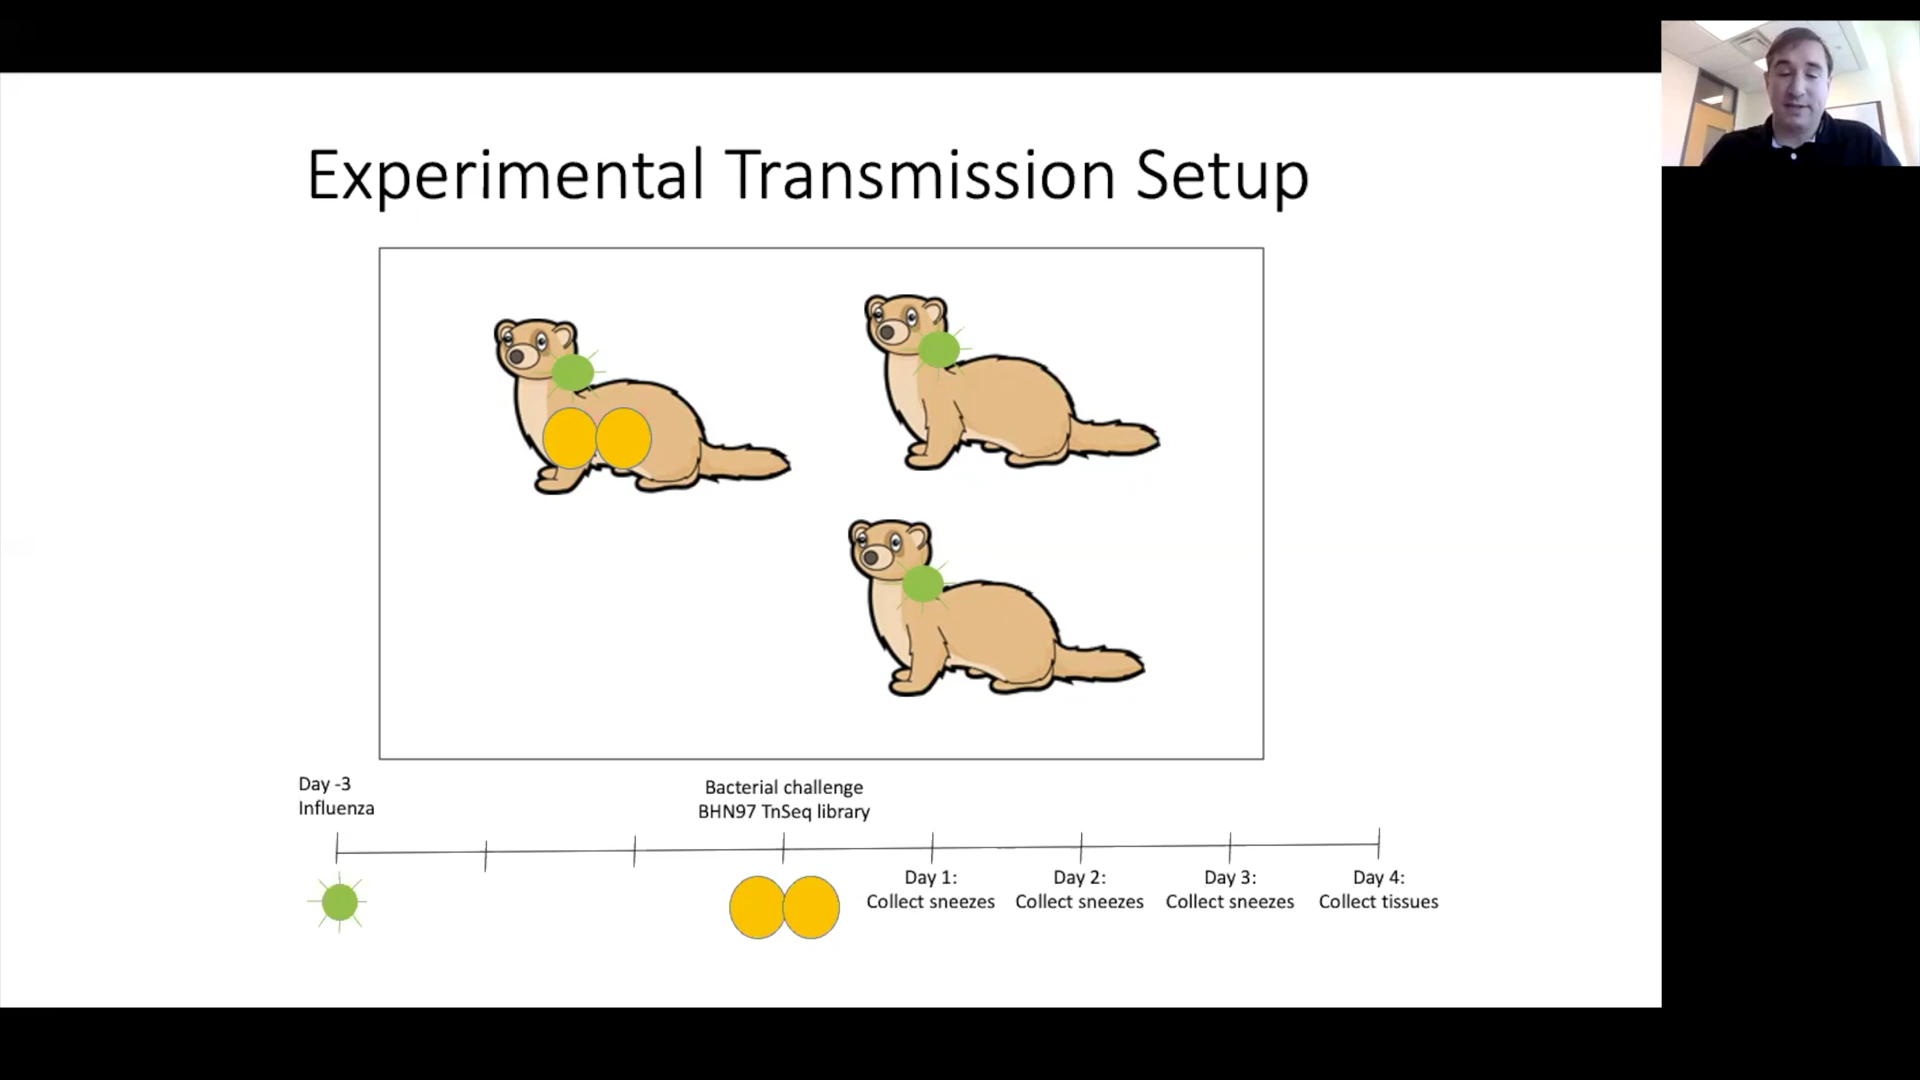 Experimental Transmission Setup
Day -3
Influenza
Bacterial challenge
BHN97 TnSeq library
Day 1:
Collect sneezes
Day 2:
Collect sneezes
Day 3:
Collect sneezes
Day 4:
Collect tissues